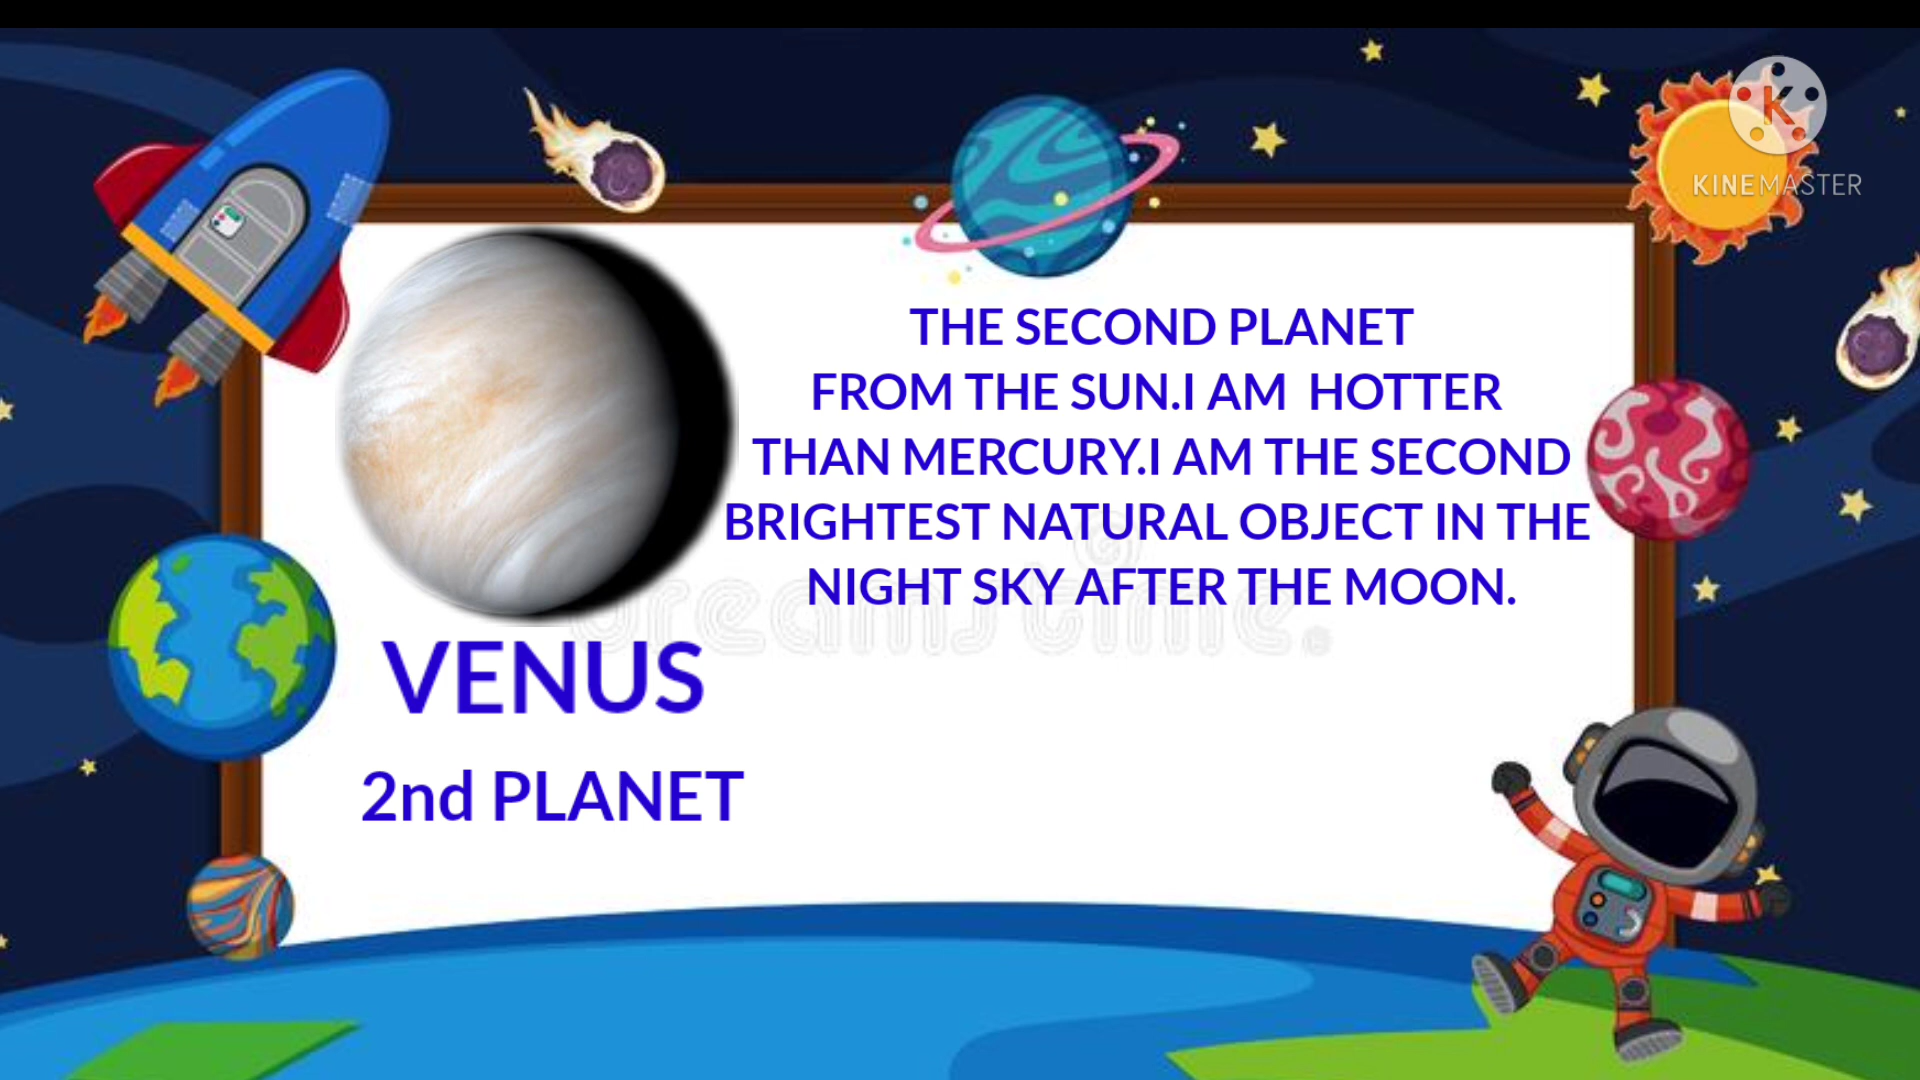 KINEMASTER
THE SECOND PLANET
FROM THE SUN.I AM  HOTTER
THAN MERCURY.I AM THE SECOND
BRIGHTEST NATURAL OBJECT IN THE
NIGHT SKY AFTER THE MOON.
dreamstime.
VENUS
2nd PLANET